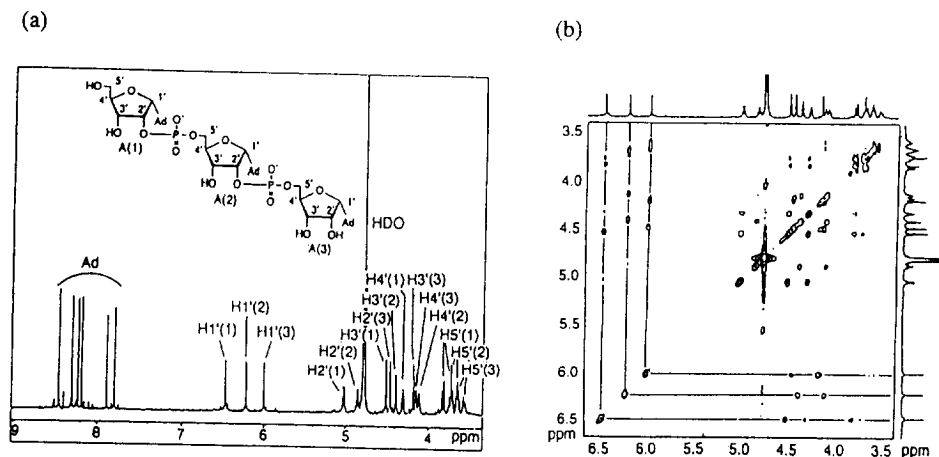 (a)
(b)
HO
5'
O
4'
1'
3'
2'
Ad
HO
A(1)
O
P
O-
O
O
5'
O
4'
1'
3'
2'
Ad
HO
A(2)
O
P
O-
O
O
5'
O
4'
1'
3'
2'
Ad
HO
OH
A(3)
HDO
Ad
H1'(1)
H1'(2)
H1'(3)
H2'(1)
H2'(2)
H3'(1)
H2'(3)
H3'(2)
H4'(1)
H3'(3)
H4'(3)
H4'(2)
H5'(1)
H5'(2)
H5'(3)
9 8 6 5 4 ppm
3.5
4.0
4.5
5.0
5.5
6.0
6.5
ppm
6.5 6.0 5.0 4.5 4.0 3.5 ppm